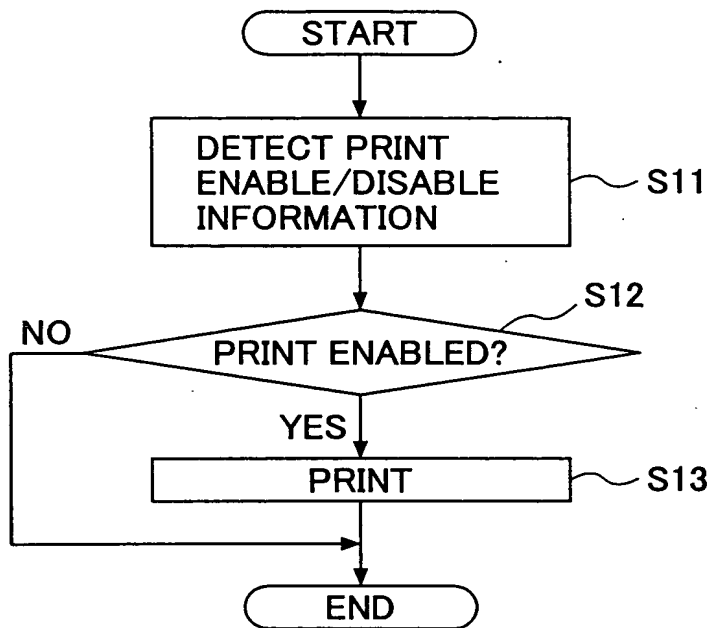 START
DETECT PRINT
ENABLE/DISABLE
INFORMATION
S11
S12
NO
PRINT ENABLED?
YES
PRINT
S13
END